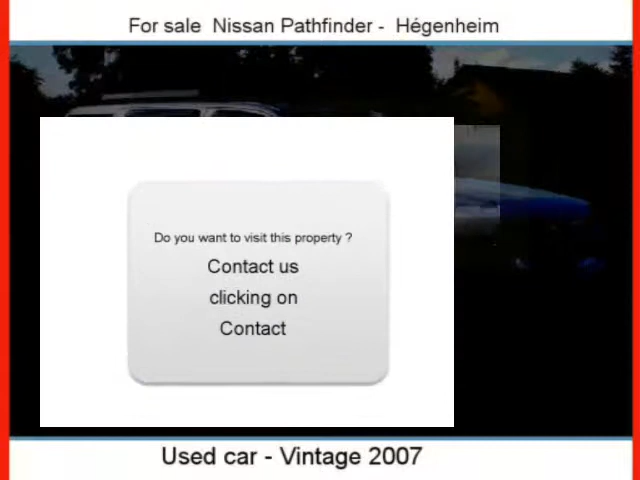 For sale  Nissan Pathfinder -  Hégenheim
Do you want to visit this property ?
Contact us
clicking on
Contact
Used car - Vintage 2007